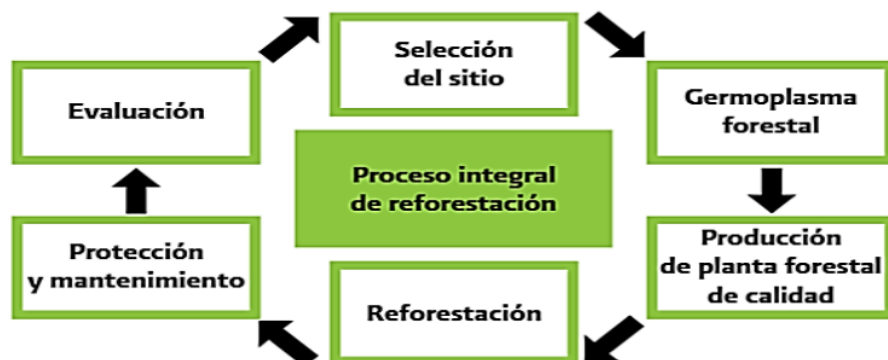 Selección
del sitio
Germoplasma
forestal
Producción
de planta forestal
de calidad
Reforestación
Protección
y mantenimiento
Evaluación
Proceso integral
de reforestación